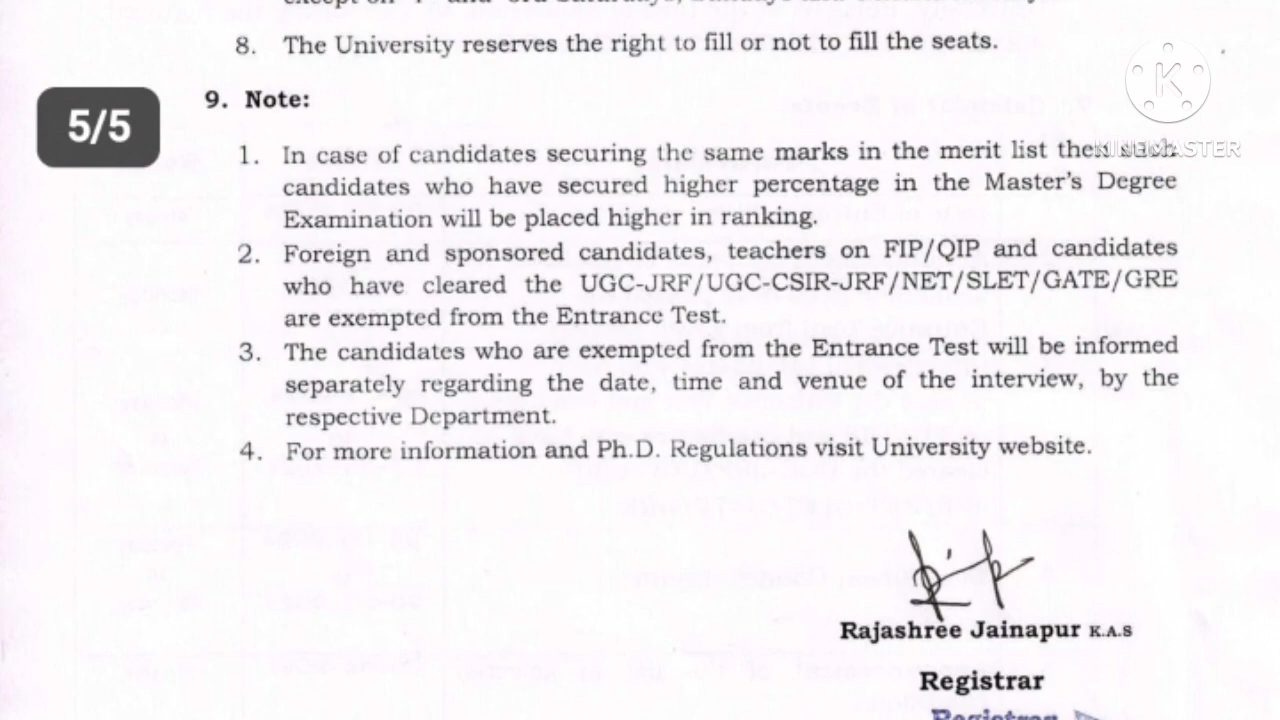 8. The University reserves the right to fill or not to fill the seats.
9. Note:
5/5
K
KINEMASTER
1. In case of candidates securing the same marks in the merit list then such
candidates who have secured higher percentage in the Master's Degree
Examination will be placed higher in ranking.
2. Foreign and sponsored candidates, teachers on FIP/QIP and candidates
who have cleared the UGC-JRF/UGC-CSIR-JRF/NET/SLET/GATE/GRE
are exempted from the Entrance Test.
3. The candidates who are exempted from the Entrance Test will be informed
separately regarding the date, time and venue of the interview, by the
respective Department.
4. For more information and Ph.D. Regulations visit University website.
Rajashree Jainapur K.A.S
Registrar
Registrar